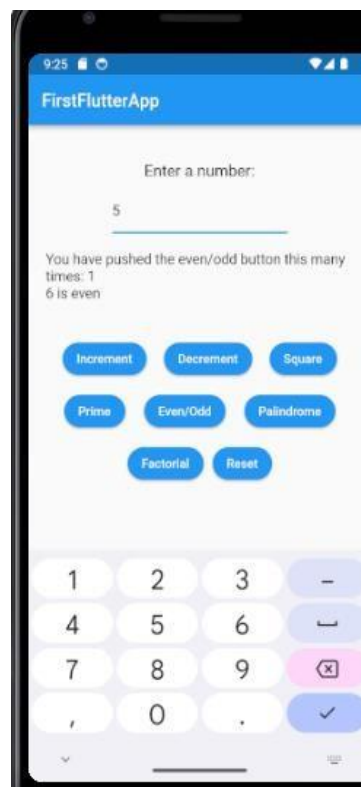 9:25
FirstFlutterApp
Enter a number:
5
You have pushed the even/odd button this many
times: 1
6 is even
Increment Decrement Square
Prime Even/Odd Palindrome
Factorial Reset
1 2 3 -
4 5 6
7 8 9
, 0 .